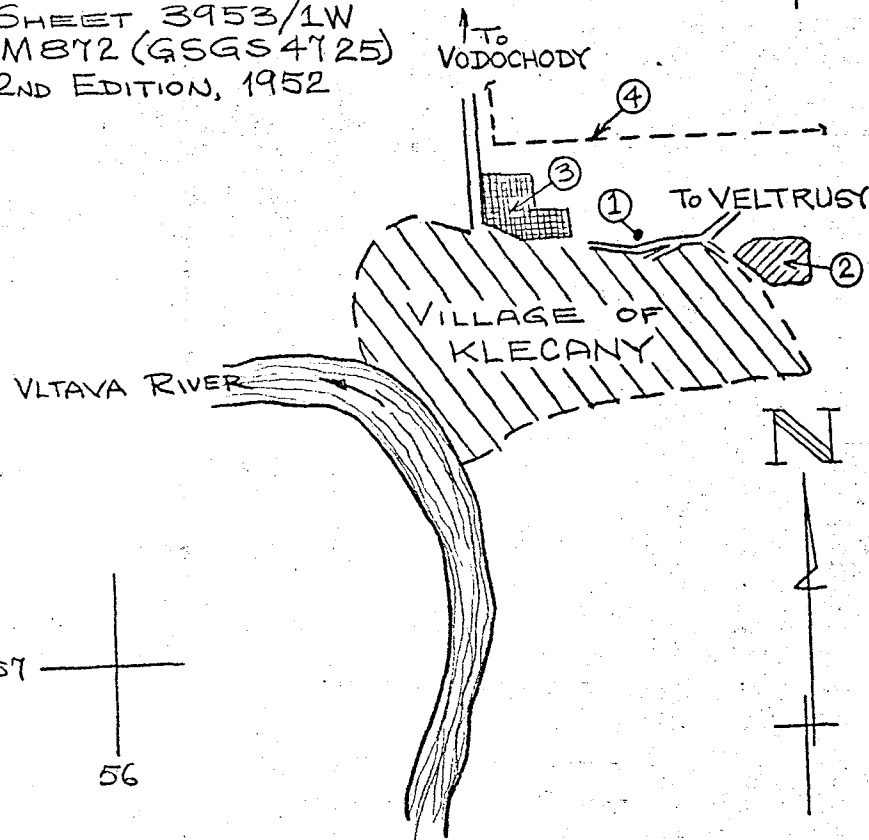 SHEET 3953/1W
M872 (GSGS 4725)
2ND EDITION, 1952
TO
VODOCHODY
4
3
1
TO VELTRUSY
2
VILLAGE OF
KLECANY
VLTAVA RIVER
N
57
56